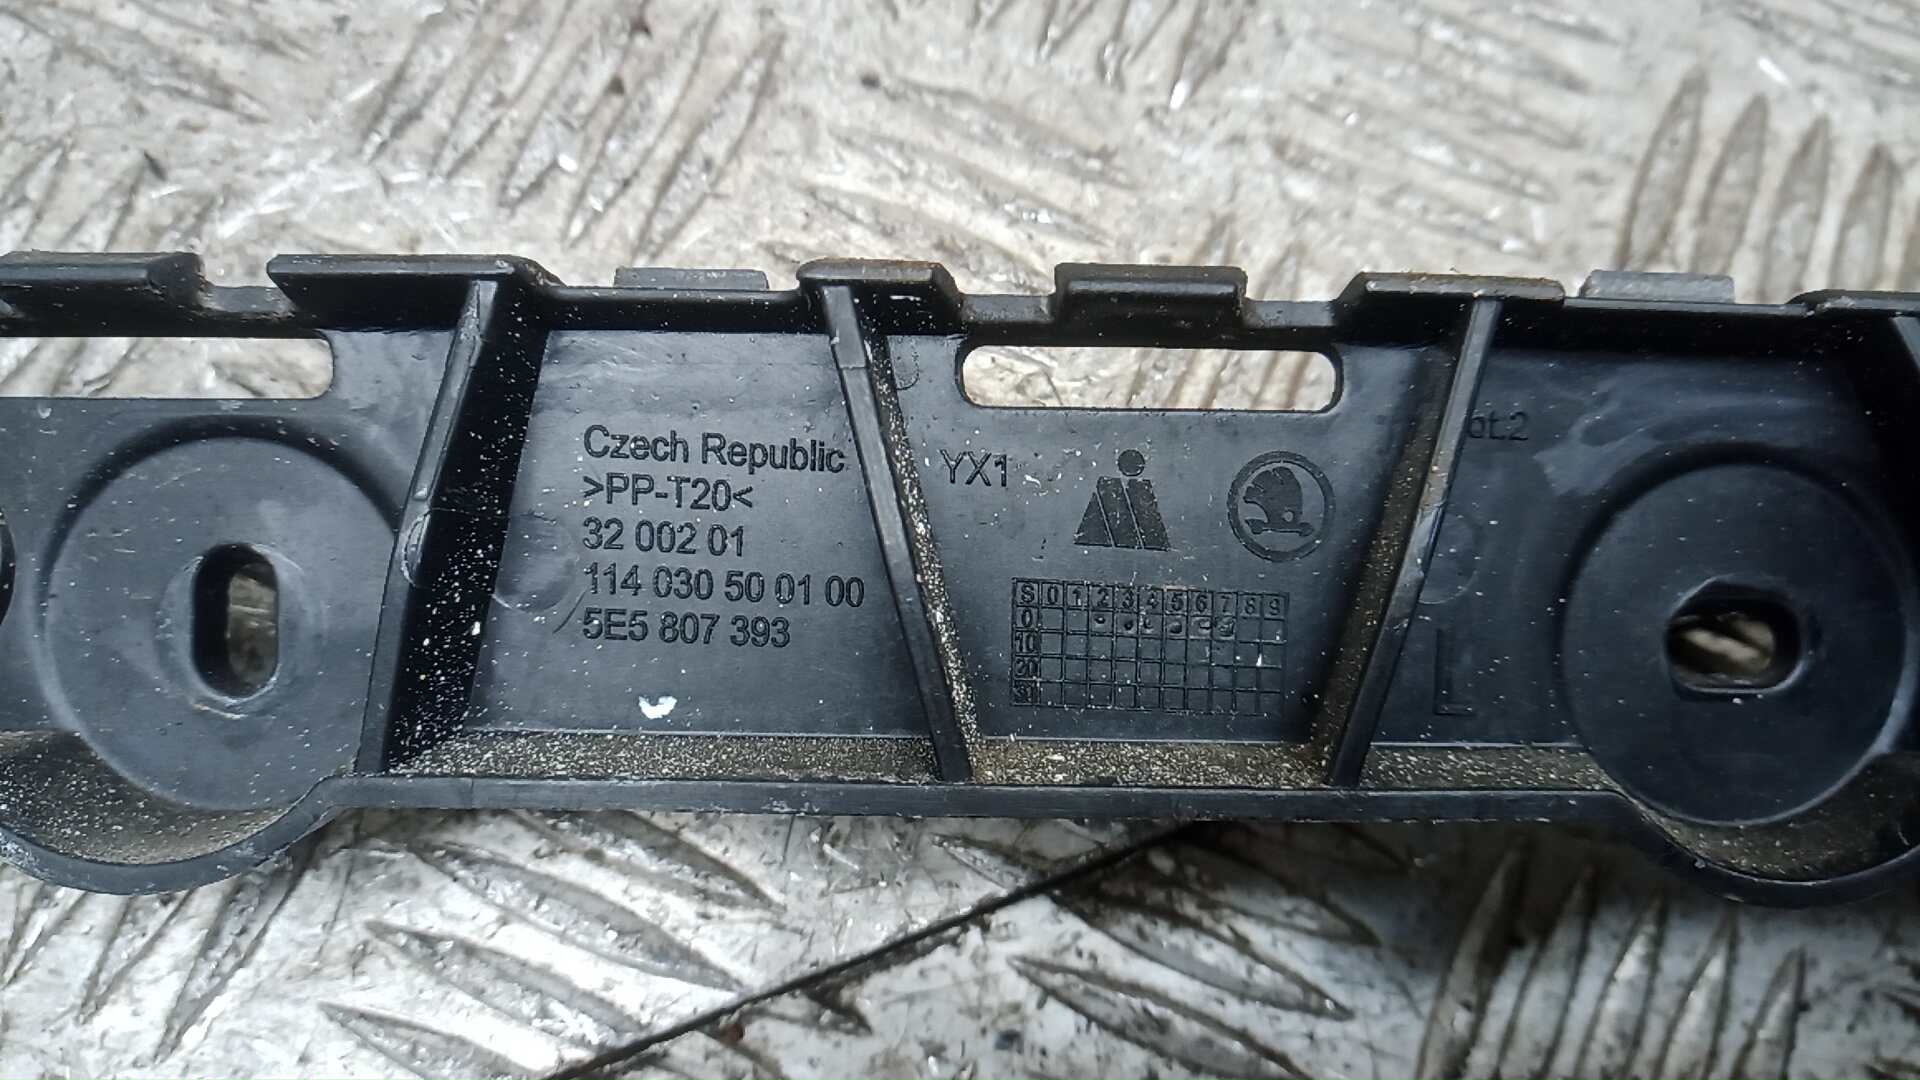 Czech Republic
>PP-T20<
32 002 01
114 030 50 01 00
5E5 807 393
YX1
S 0 1 2 3 4 5 6 7 8 9
0
10
20
31
L